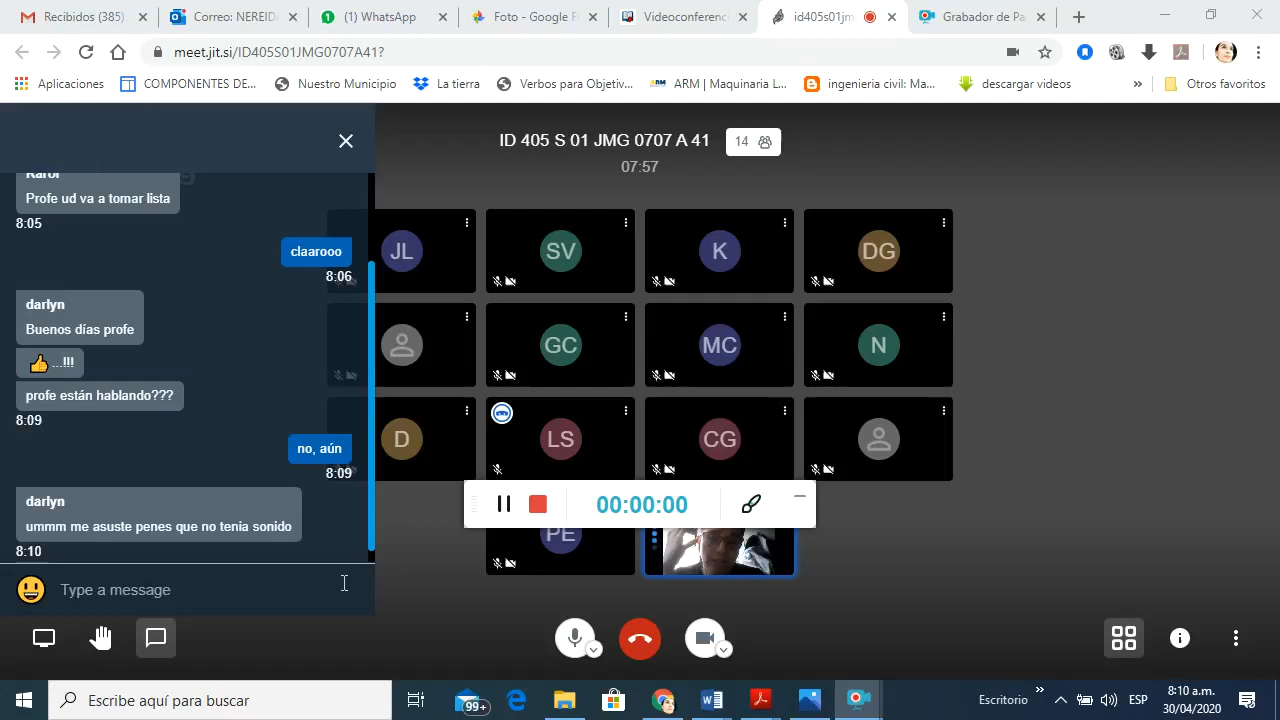 Recibidos (385)
Correo: NEREID
(1) WhatsApp
Foto - Google F
Videoconferenci
id405s01jm
Grabador de Pa
meet.jit.si/ID405S01JMG0707A41?
Aplicaciones
COMPONENTES DE...
Nuestro Municipio
La tierra
Verbos para Objetiv...
ARM | Maquinaria L...
ingenieria civil: Ma...
descargar videos
»
Otros favoritos
ID 405 S 01 JMG 0707 A 41
14
07:57
Karol
Profe ud va a tomar lista
8:05
claarooo
8:06
darlyn
Buenos días profe
👍 ...!!!
profe están hablando???
8:09
no, aún
8:09
darlyn
ummm me asuste penes que no tenia sonido
8:10
Type a message
JL
SV
K
DG
GC
MC
N
D
LS
CG
PE
00:00:00
Escribe aquí para buscar
99+
Escritorio
»
ESP
8:10 a.m.
30/04/2020